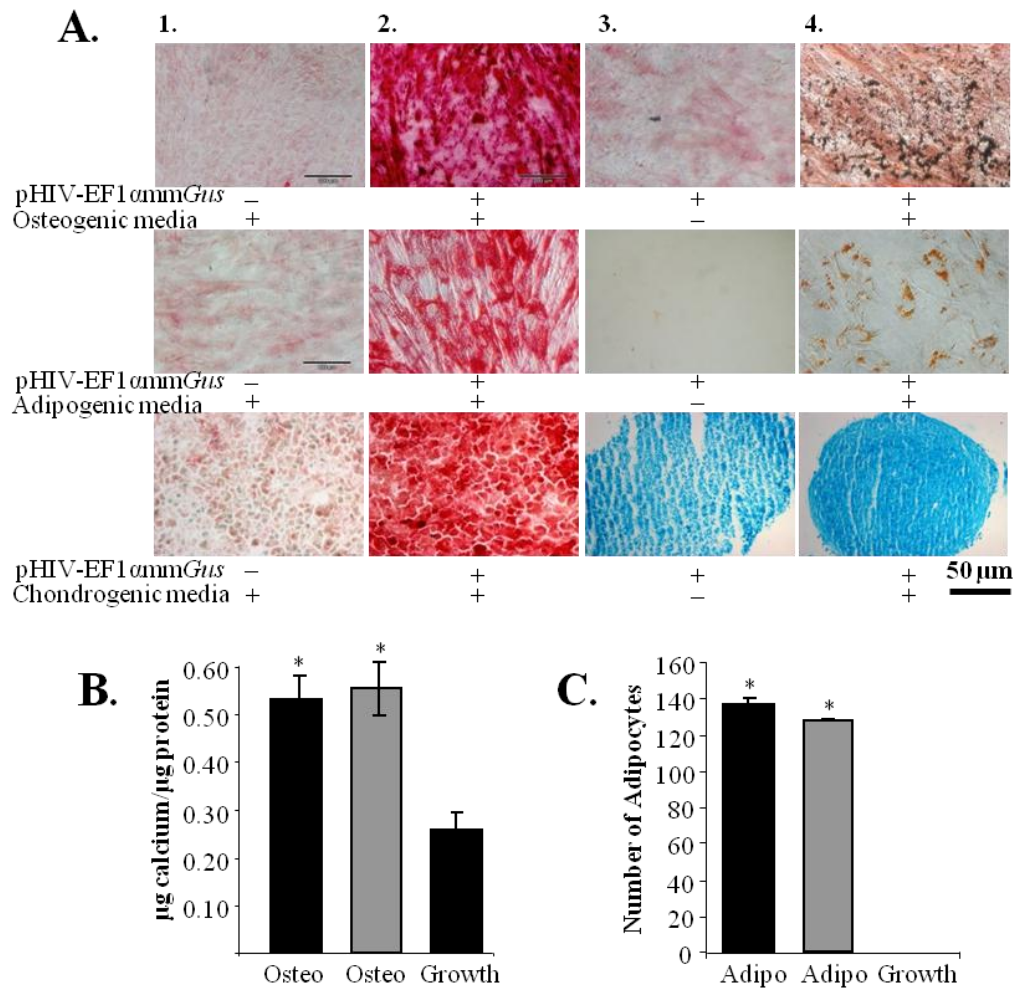 A.
1. 2. 3. 4.
pHIV-EF1αmmGus – + + +
Osteogenic media + + – +
pHIV-EF1αmmGus – + + +
Adipogenic media + + – +
pHIV-EF1αmmGus – + + +
Chondrogenic media + + – +
50 µm
B.
µg calcium/µg protein
0.60
0.50
0.40
0.30
0.20
0.10
* *
Osteo Osteo Growth
C.
Number of Adipocytes
160
140
120
100
80
60
40
20
0
* *
Adipo Adipo Growth